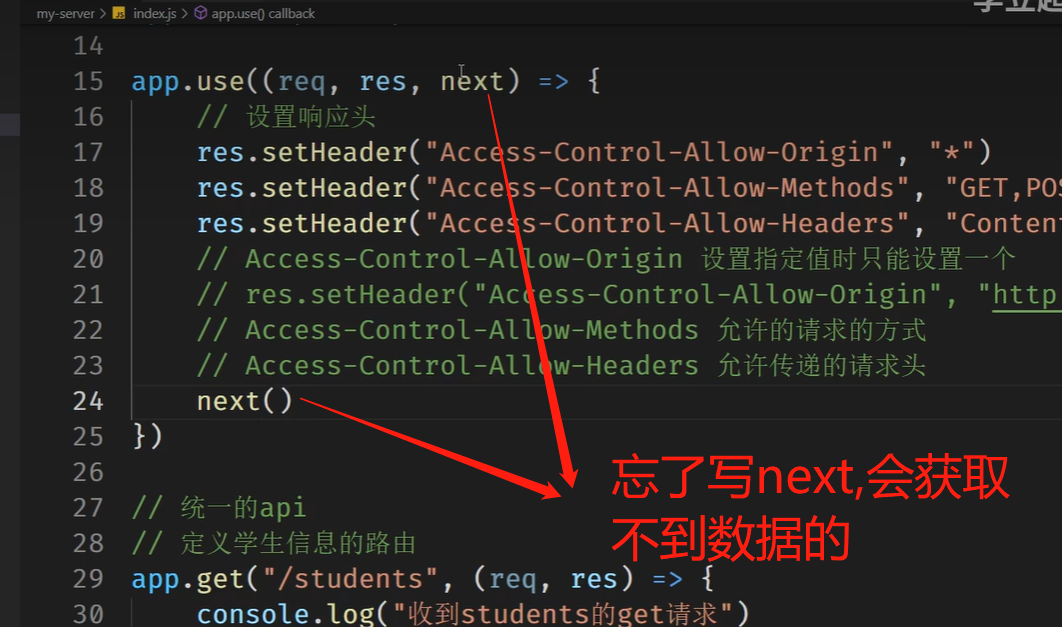 my-server > JS index.js > app.use() callback
14
15 app.use((req, res, next) => {
16 // 设置响应头
17 res.setHeader("Access-Control-Allow-Origin", "*")
18 res.setHeader("Access-Control-Allow-Methods", "GET,POS
19 res.setHeader("Access-Control-Allow-Headers", "Conten
20 // Access-Control-Allow-Origin 设置指定值时只能设置一个
21 // res.setHeader("Access-Control-Allow-Origin", "http
22 // Access-Control-Allow-Methods 允许的请求的方式
23 // Access-Control-Allow-Headers 允许传递的请求头
24 next()
25 })
26
忘了写next,会获取
不到数据的
27 // 统一的api
28 // 定义学生信息的路由
29 app.get("/students", (req, res) => {
30 console.log("收到students的get请求")